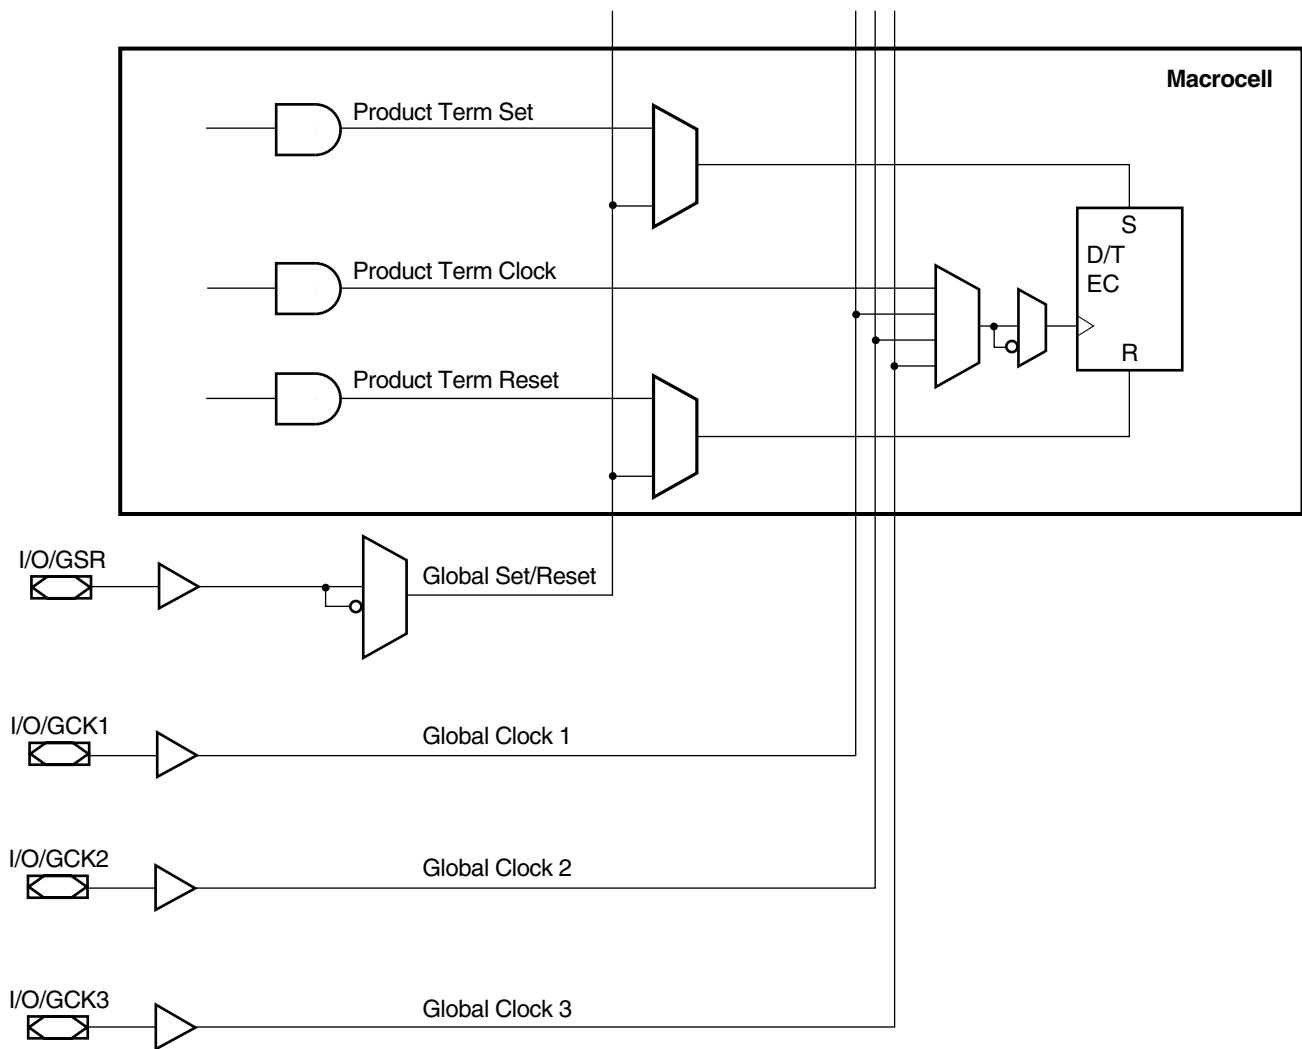 Macrocell
Product Term Set
S
D/T
EC
Product Term Clock
R
Product Term Reset
I/O/GSR
Global Set/Reset
I/O/GCK1
Global Clock 1
I/O/GCK2
Global Clock 2
I/O/GCK3
Global Clock 3